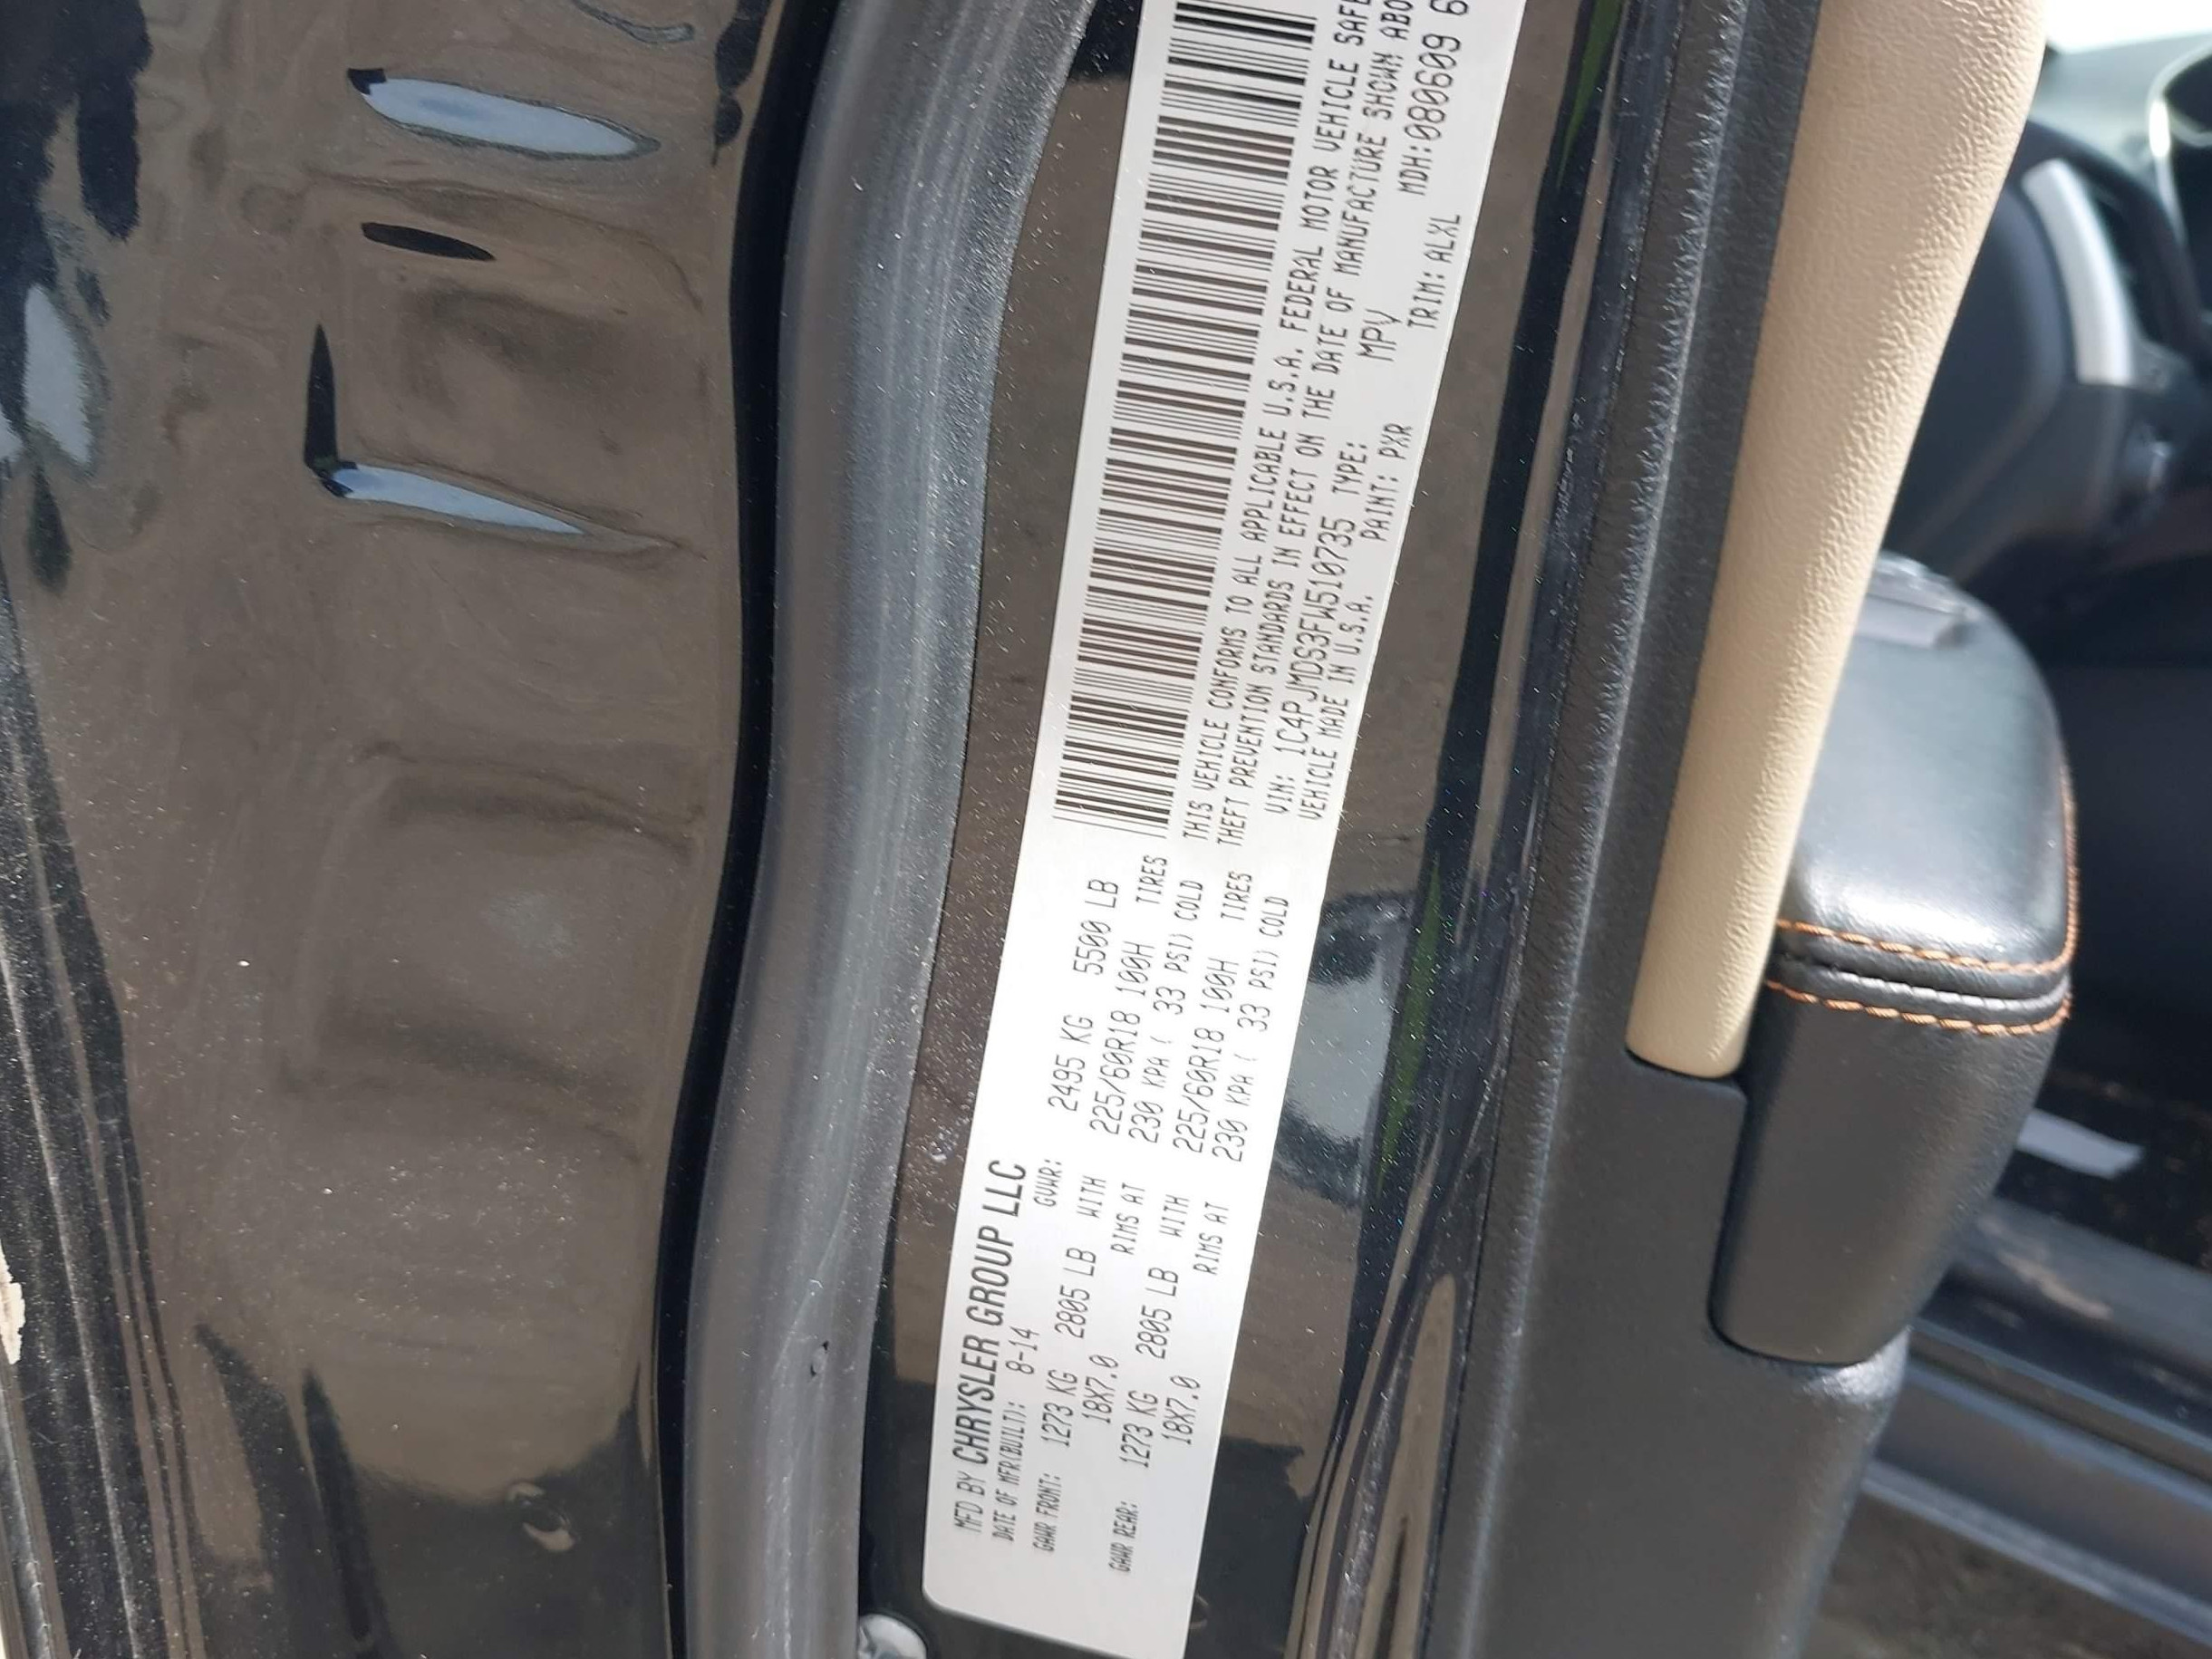 MFD BY CHRYSLER GROUP LLC
DATE OF MFR(BUILT): 8-14 GVWR: 2495 KG 5500 LB
GAWR FRONT: 1273 KG 2805 LB WITH 225/60R18 100H TIRES
18X7.0 RIMS AT 230 KPA ( 33 PSI) COLD
GAWR REAR: 1273 KG 2805 LB WITH 225/60R18 100H TIRES
18X7.0 RIMS AT 230 KPA ( 33 PSI) COLD
THIS VEHICLE CONFORMS TO ALL APPLICABLE U.S.A. FEDERAL MOTOR VEHICLE
THEFT PREVENTION STANDARDS IN EFFECT ON THE DATE OF MANUFACTURE SHOWN
VIN: 1C4PJMDS3FW510735 TYPE: MPV MDH:080609
VEHICLE MADE IN U.S.A. PAINT: PXR TRIM: ALXL